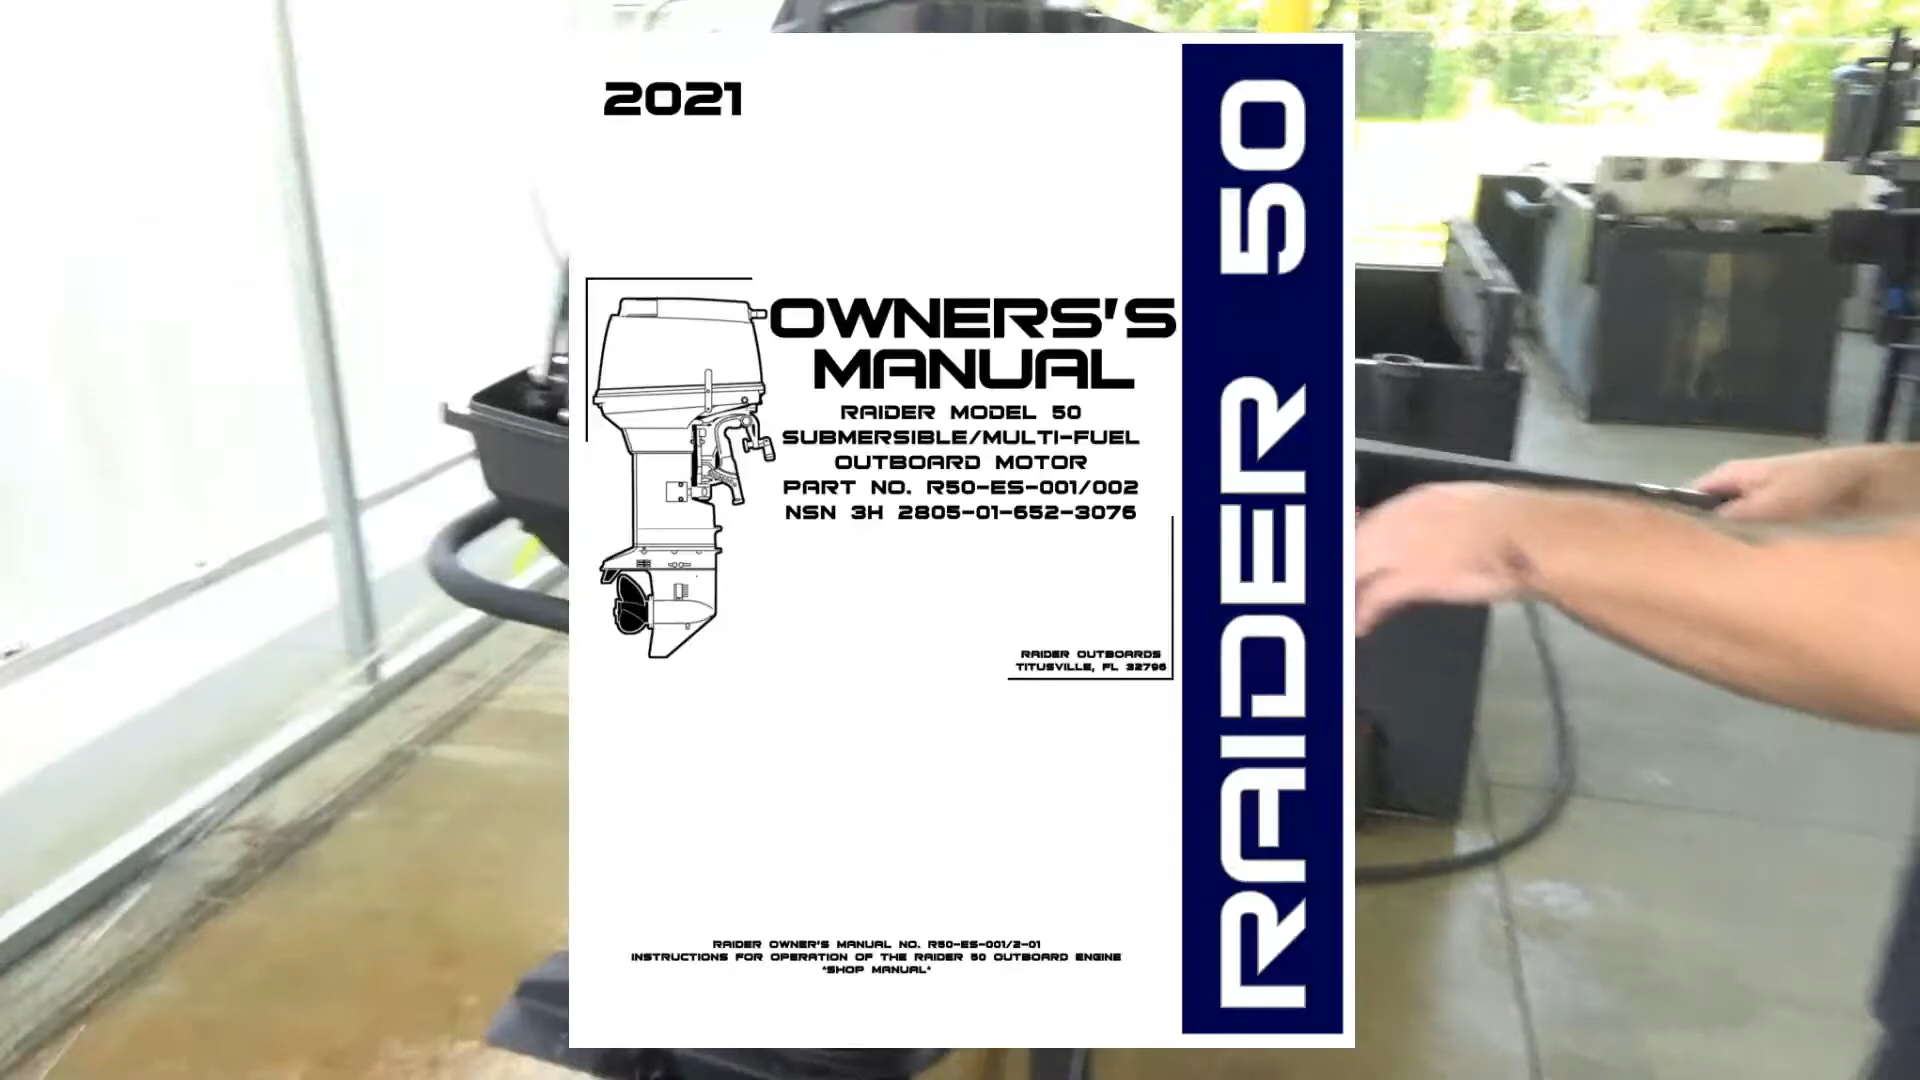 2021
OWNERS'S
MANUAL
RAIDER MODEL 50
SUBMERSIBLE/MULTI-FUEL
OUTBOARD MOTOR
PART NO. R50-ES-001/002
NSN 3H 2805-01-652-3076
RAIDER OUTBOARDS
TITUSVILLE, FL 32796
RAIDER OWNER'S MANUAL NO. R50-ES-001/2-01
INSTRUCTIONS FOR OPERATION OF THE RAIDER 50 OUTBOARD ENGINE
*SHOP MANUAL*
RAIDER 50